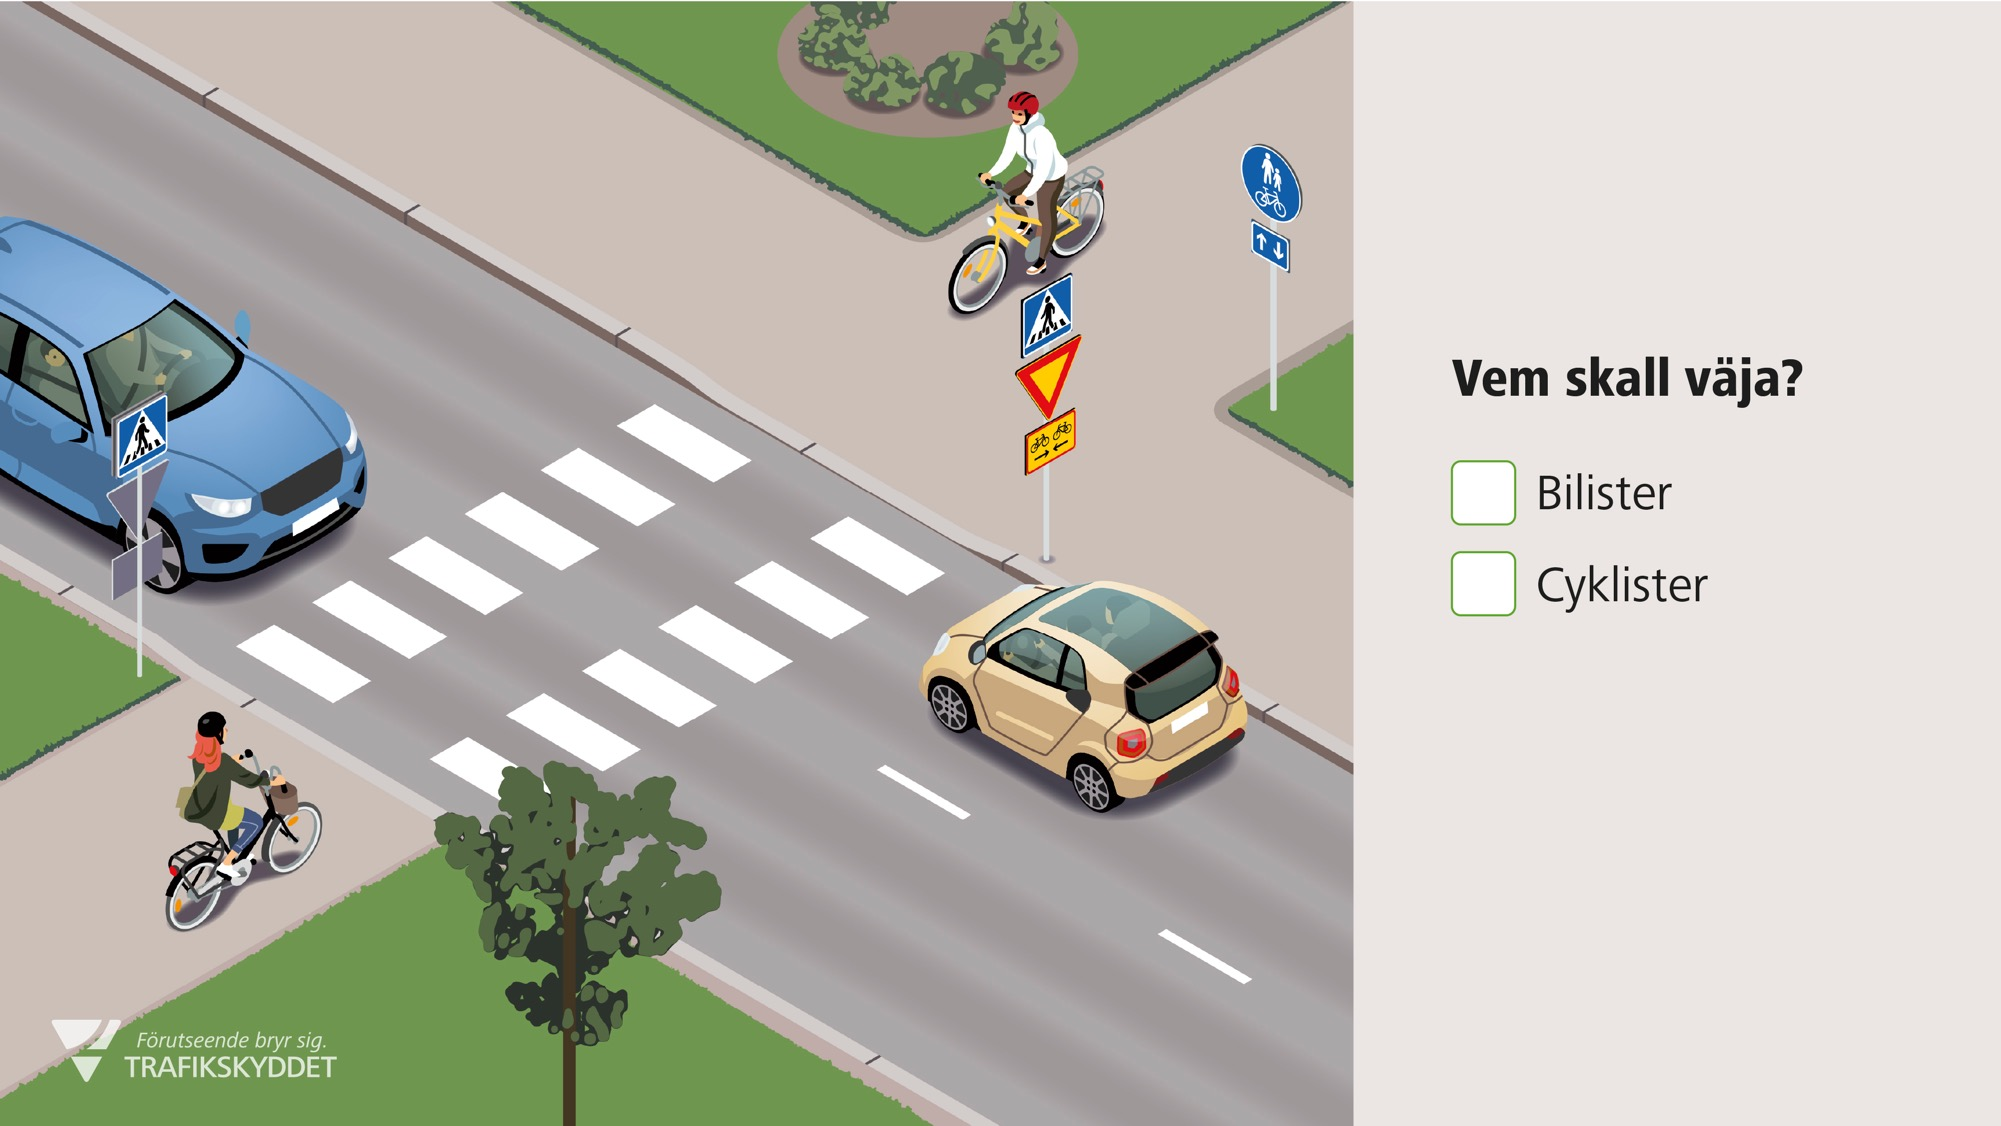 Vem skall väja?
Bilister
Cyklister
Förutseende bryr sig.
TRAFIKSKYDDET